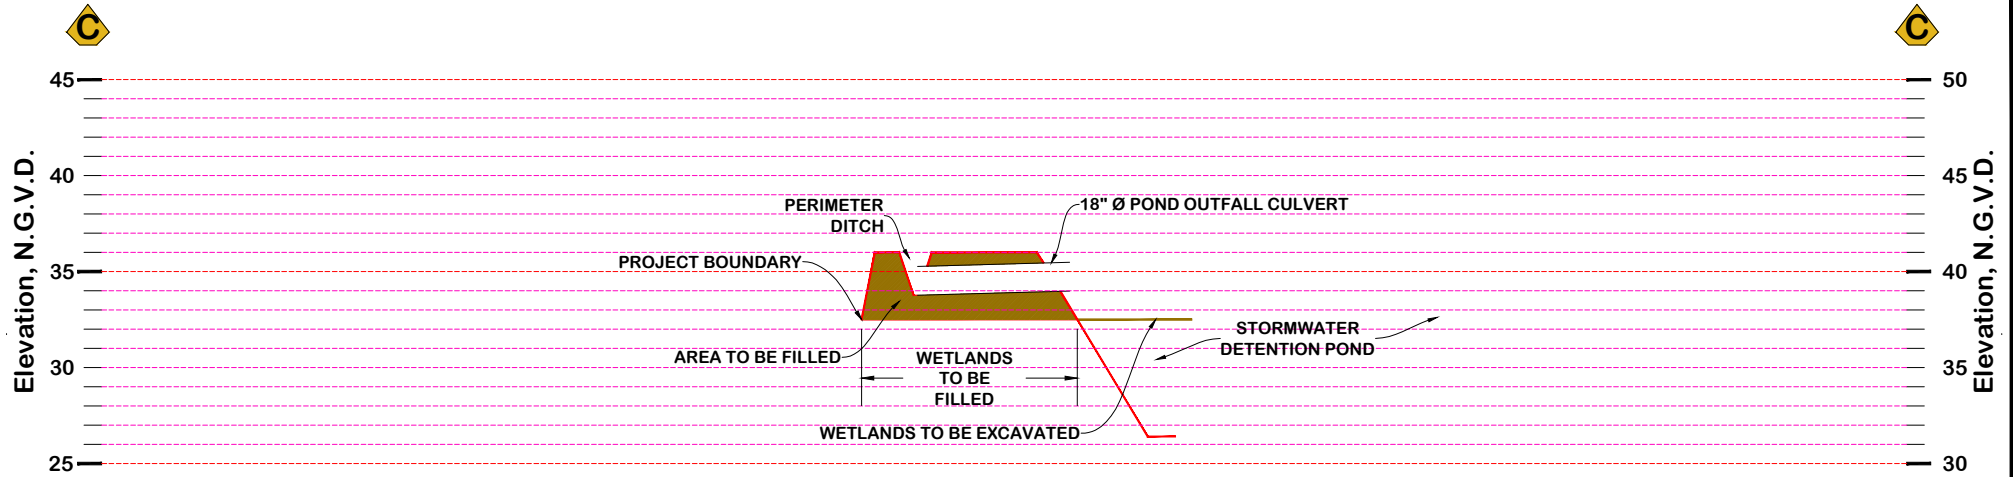 C
C
45
50
40
45
PERIMETER
DITCH
18" Ø POND OUTFALL CULVERT
PROJECT BOUNDARY
35
40
Elevation, N.G.V.D.
Elevation, N.G.V.D.
STORMWATER
DETENTION POND
AREA TO BE FILLED
WETLANDS
TO BE
FILLED
30
35
WETLANDS TO BE EXCAVATED
25
30